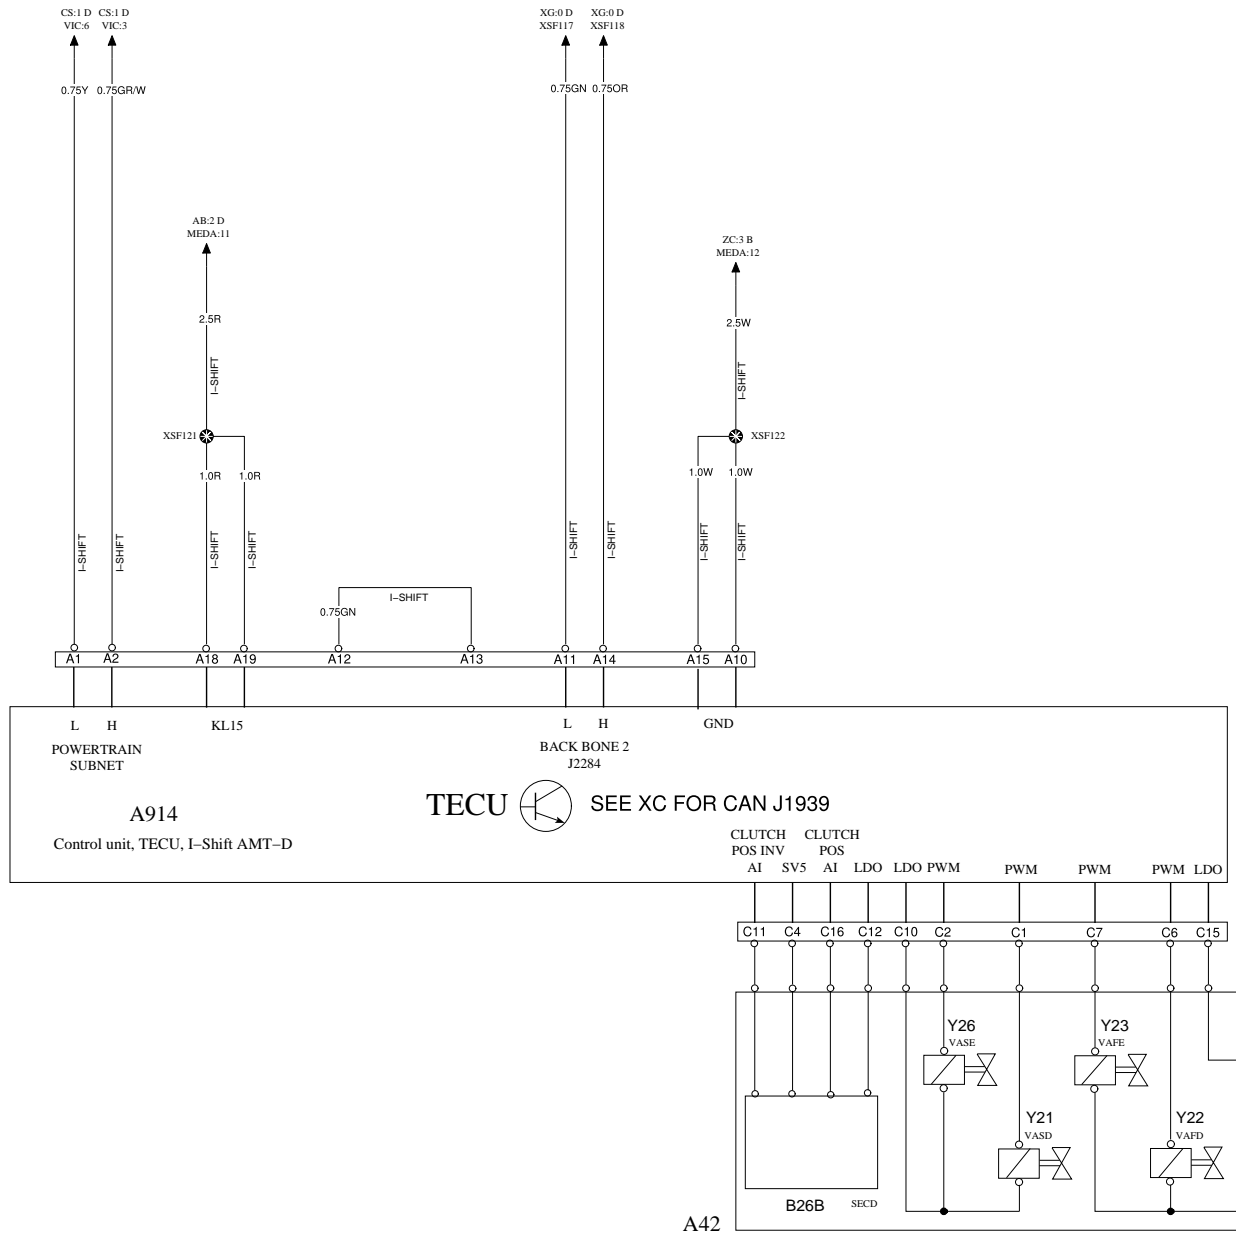 CS:1 D CS:1 D XG:0 D XG:0 D
VIC:6 VIC:3 XSF117 XSF118
0.75Y 0.75GR/W 0.75GN 0.75OR
AB:2 D
MEDA:11
ZC:3 B
MEDA:12
2.5R 2.5W
I–SHIFT I–SHIFT
XSF121 XSF122
1.0R 1.0R 1.0W 1.0W
I–SHIFT I–SHIFT I–SHIFT I–SHIFT I–SHIFT I–SHIFT I–SHIFT I–SHIFT
I–SHIFT
0.75GN
A1 A2 A18 A19 A12 A13 A11 A14 A15 A10
L H KL15 L H GND
POWERTRAIN
SUBNET
BACK BONE 2
J2284
TECU SEE XC FOR CAN J1939
A914
Control unit, TECU, I–Shift AMT–D
CLUTCH CLUTCH
POS INV POS
AI SV5 AI LDO LDO PWM PWM PWM PWM LDO
C11 C4 C16 C12 C10 C2 C1 C7 C6 C15
Y26 Y23
VASE VAFE
Y21 Y22
VASD VAFD
B26B SECD
A42